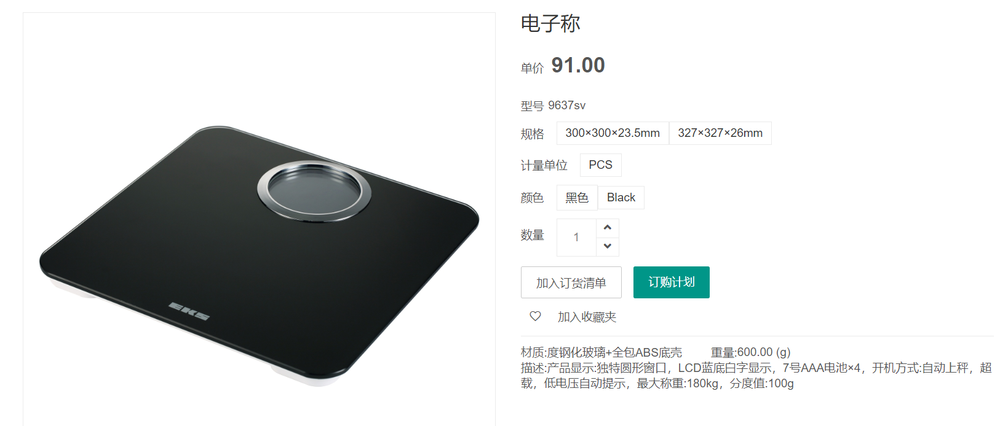 电子称
单价 91.00
型号 9637sv
规格 300×300×23.5mm 327×327×26mm
计量单位 PCS
颜色 黑色 Black
数量 1
加入订货清单 订购计划
加入收藏夹
材质:度钢化玻璃+全包ABS底壳 重量:600.00 (g)
描述:产品显示:独特圆形窗口，LCD蓝底白字显示，7号AAA电池×4，开机方式:自动上秤，超
载，低电压自动提示，最大称重:180kg，分度值:100g
EKS